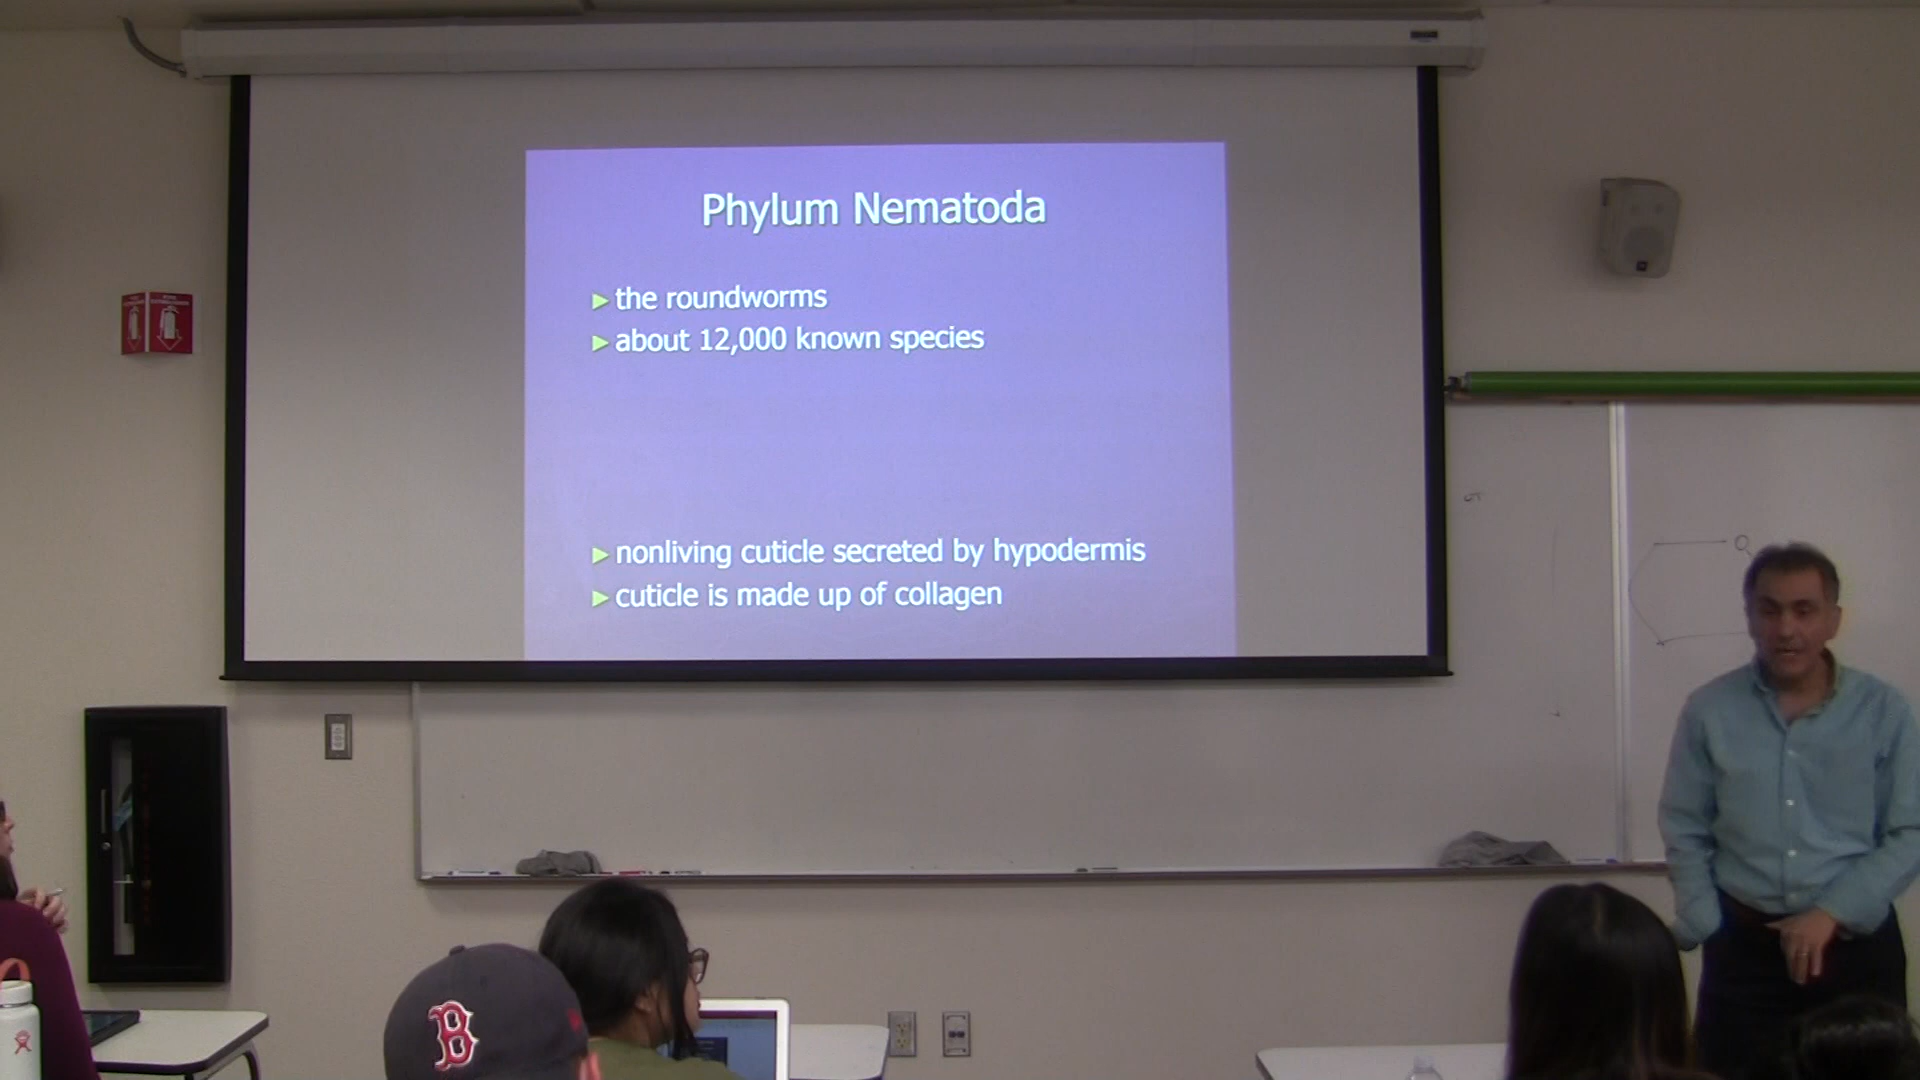 Phylum Nematoda
►the roundworms
►about 12,000 known species
►nonliving cuticle secreted by hypodermis
►cuticle is made up of collagen
B